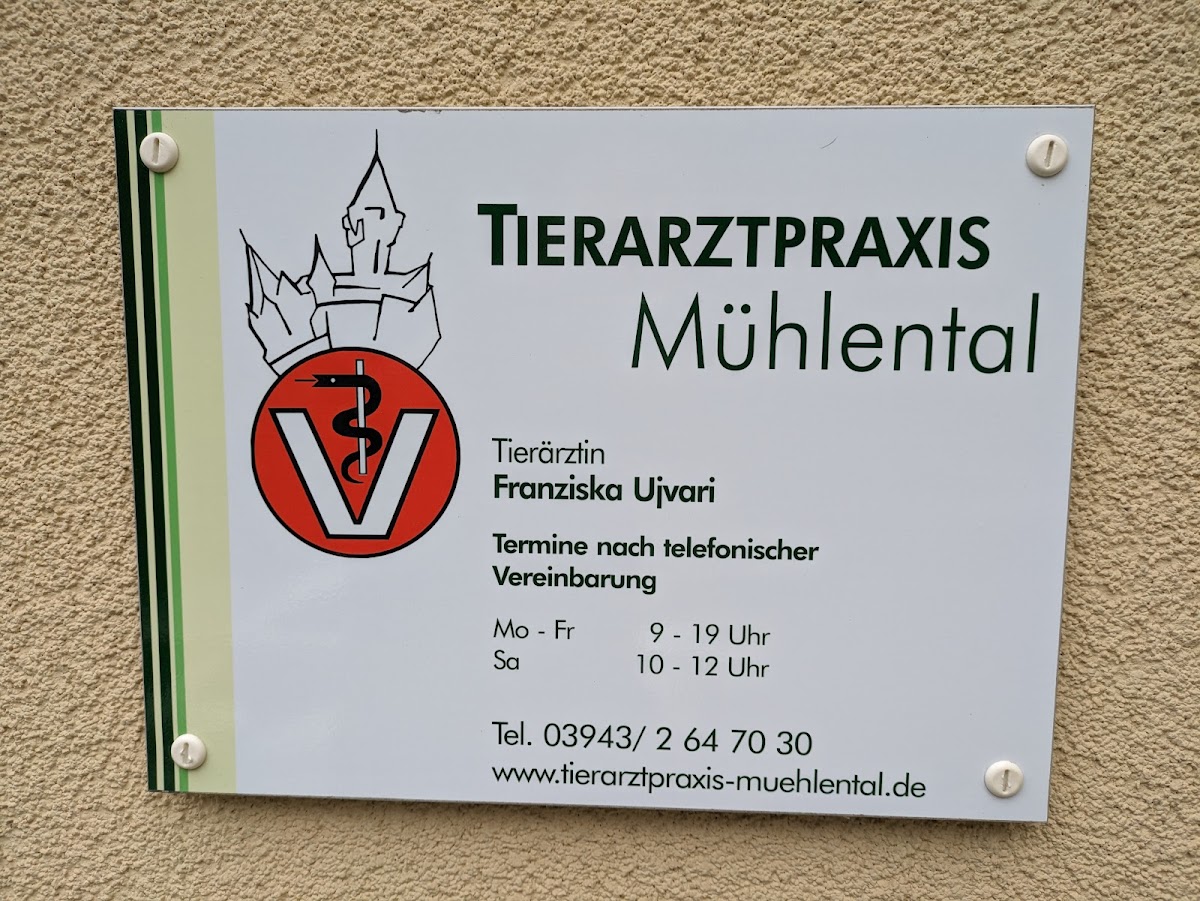 TIERARZTPRAXIS
Mühlental
V
Tierärztin
Franziska Ujvari
Termine nach telefonischer
Vereinbarung
Mo - Fr 9 - 19 Uhr
Sa 10 - 12 Uhr
Tel. 03943/ 2 64 70 30
www.tierarztpraxis-muehlental.de